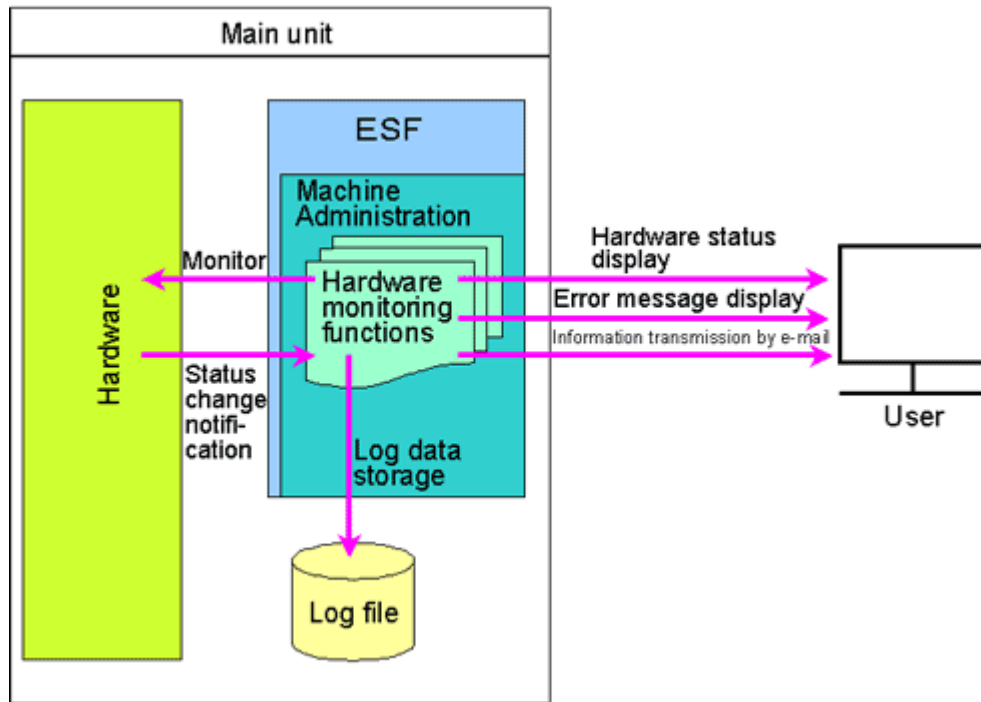 Main unit
ESF
Machine
Administration
Hardware
Monitor
Hardware
monitoring
functions
Status
change
notifi-
cation
Log data
storage
Log file
Hardware status
display
Error message display
Information transmission by e-mail
User